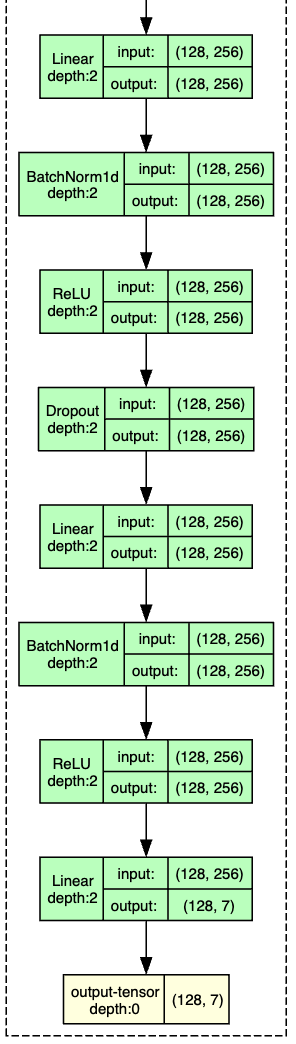 Linear
depth:2
input: (128, 256)
output: (128, 256)
BatchNorm1d
depth:2
input: (128, 256)
output: (128, 256)
ReLU
depth:2
input: (128, 256)
output: (128, 256)
Dropout
depth:2
input: (128, 256)
output: (128, 256)
Linear
depth:2
input: (128, 256)
output: (128, 256)
BatchNorm1d
depth:2
input: (128, 256)
output: (128, 256)
ReLU
depth:2
input: (128, 256)
output: (128, 256)
Linear
depth:2
input: (128, 256)
output: (128, 7)
output-tensor
depth:0
(128, 7)